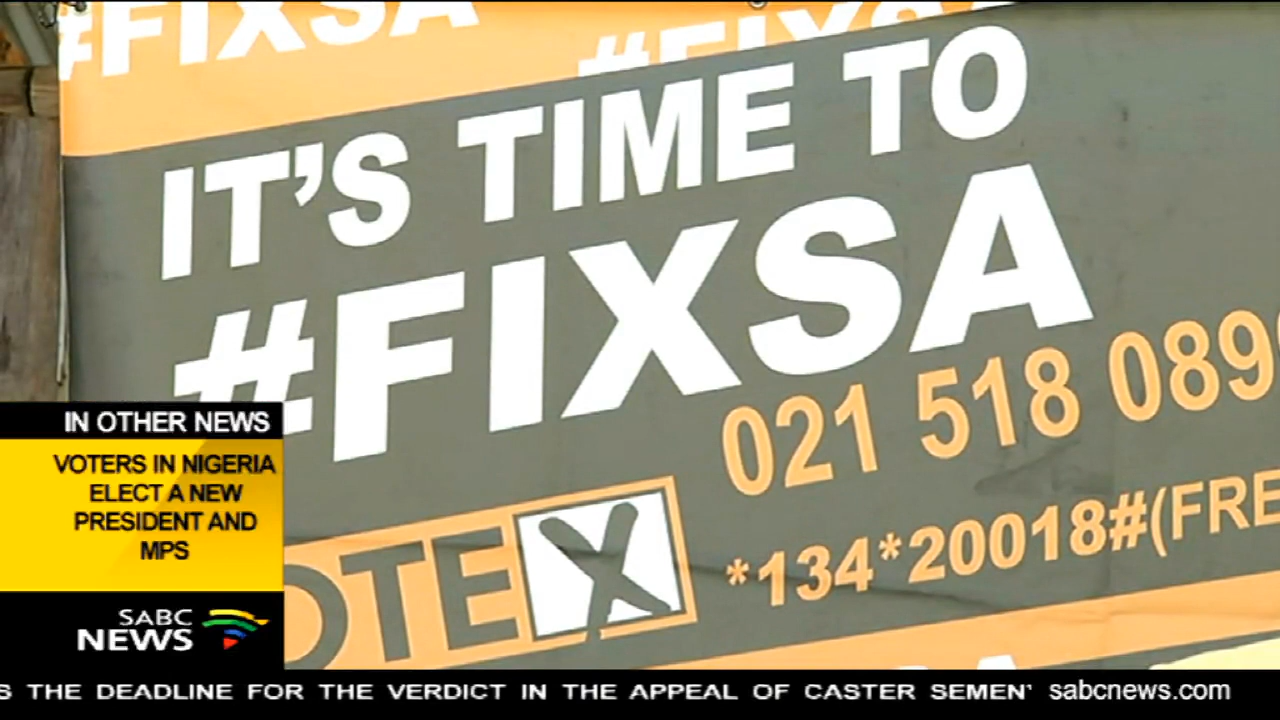 #FIXSA
#FIXSA
IT'S TIME TO
#FIXSA
021 518 089
*134*20018#(FRE
OTE X
IN OTHER NEWS
VOTERS IN NIGERIA
ELECT A NEW
PRESIDENT AND
MPS
SABC
NEWS
S THE DEADLINE FOR THE VERDICT IN THE APPEAL OF CASTER SEMEN' sabcnews.com